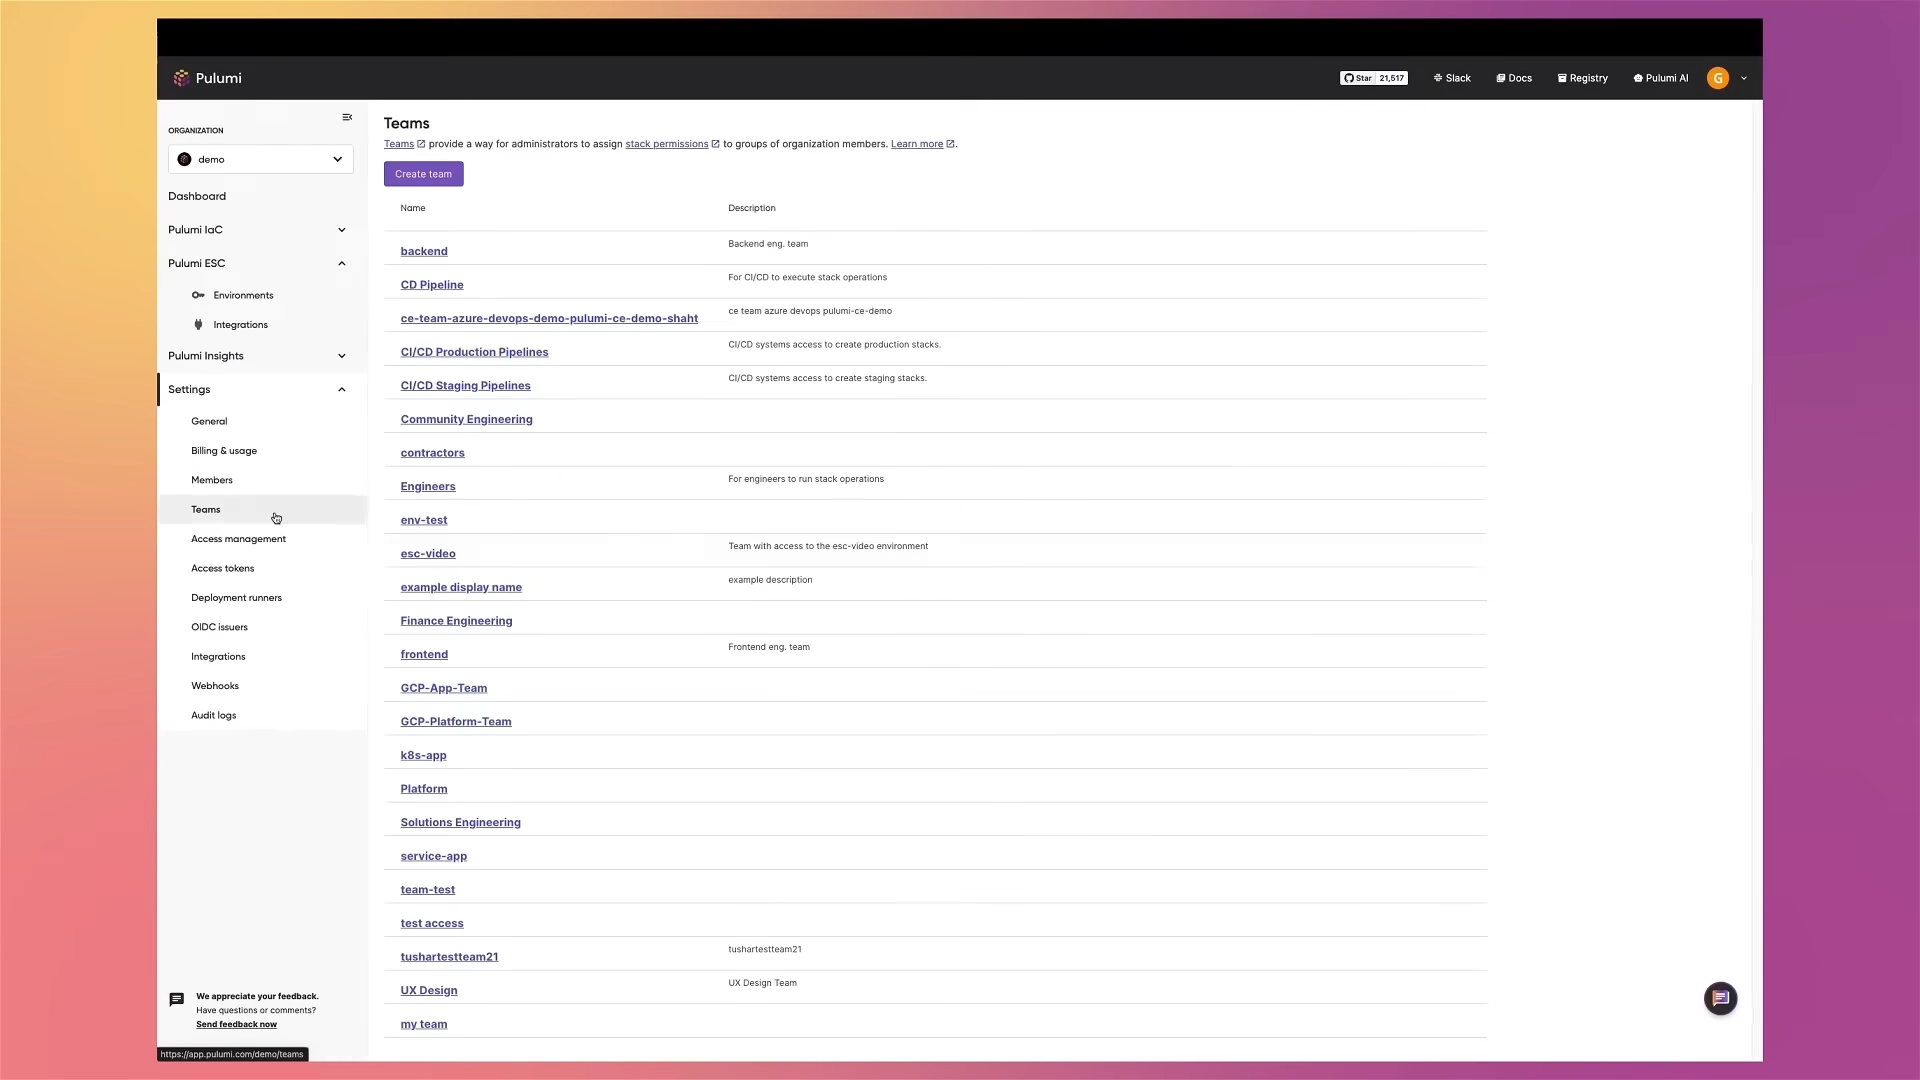 Pulumi
Star 21,517
Slack
Docs
Registry
Pulumi AI
G
ORGANIZATION
demo
Dashboard
Pulumi IaC
Pulumi ESC
Environments
Integrations
Pulumi Insights
Settings
General
Billing & usage
Members
Teams
Access management
Access tokens
Deployment runners
OIDC issuers
Integrations
Webhooks
Audit logs
We appreciate your feedback.
Have questions or comments?
Send feedback now
https://app.pulumi.com/demo/teams
Teams
Teams provide a way for administrators to assign stack permissions to groups of organization members. Learn more.
Create team
Name Description
backend Backend eng. team
CD Pipeline For CI/CD to execute stack operations
ce-team-azure-devops-demo-pulumi-ce-demo-shaht ce team azure devops pulumi-ce-demo
CI/CD Production Pipelines CI/CD systems access to create production stacks.
CI/CD Staging Pipelines CI/CD systems access to create staging stacks.
Community Engineering
contractors
Engineers For engineers to run stack operations
env-test
esc-video Team with access to the esc-video environment
example display name example description
Finance Engineering
frontend Frontend eng. team
GCP-App-Team
GCP-Platform-Team
k8s-app
Platform
Solutions Engineering
service-app
team-test
test access
tushartestteam21 tushartestteam21
UX Design UX Design Team
my team